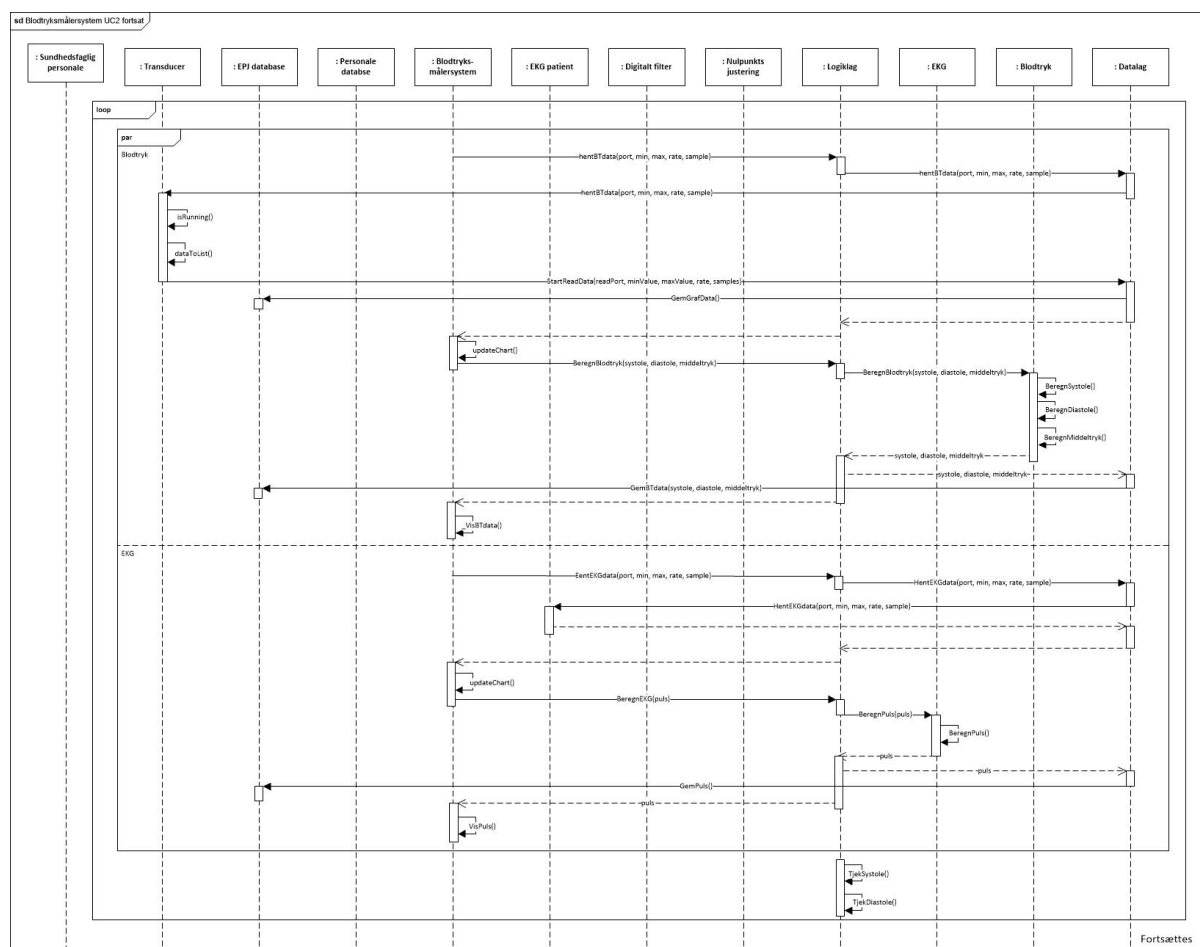 sd Blodtryksmålersystem UC2 fortsat
: Sundhedsfaglig
personale
: Transducer
: EPJ database
: Personale
databse
: Blodtryks-
målersystem
: EKG patient
: Digitalt filter
: Nulpunkts
justering
: Logiklag
: EKG
: Blodtryk
: Datalag
loop
par
Blodtryk
hentBTdata(port, min, max, rate, sample)
hentBTdata(port, min, max, rate, sample)
hentBTdata(port, min, max, rate, sample)
isRunning()
dataToList()
StartReadData(readPort, minValue, maxValue, rate, samples)
GemGrafData()
updateChart()
BeregnBlodtryk(systole, diastole, middeltryk)
BeregnBlodtryk(systole, diastole, middeltryk)
BeregnSystole()
BeregnDiastole()
BeregnMiddeltryk()
systole, diastole, middeltryk
systole, diastole, middeltryk
GemBTdata(systole, diastole, middeltryk)
VisBTdata()
EKG
EentEKGdata(port, min, max, rate, sample)
HentEKGdata(port, min, max, rate, sample)
HentEKGdata(port, min, max, rate, sample)
updateChart()
BeregnEKG(puls)
BeregnPuls(puls)
BeregnPuls()
puls
puls
GemPuls()
puls
VisPuls()
TjekSystole()
TjekDiastole()
Fortsættes